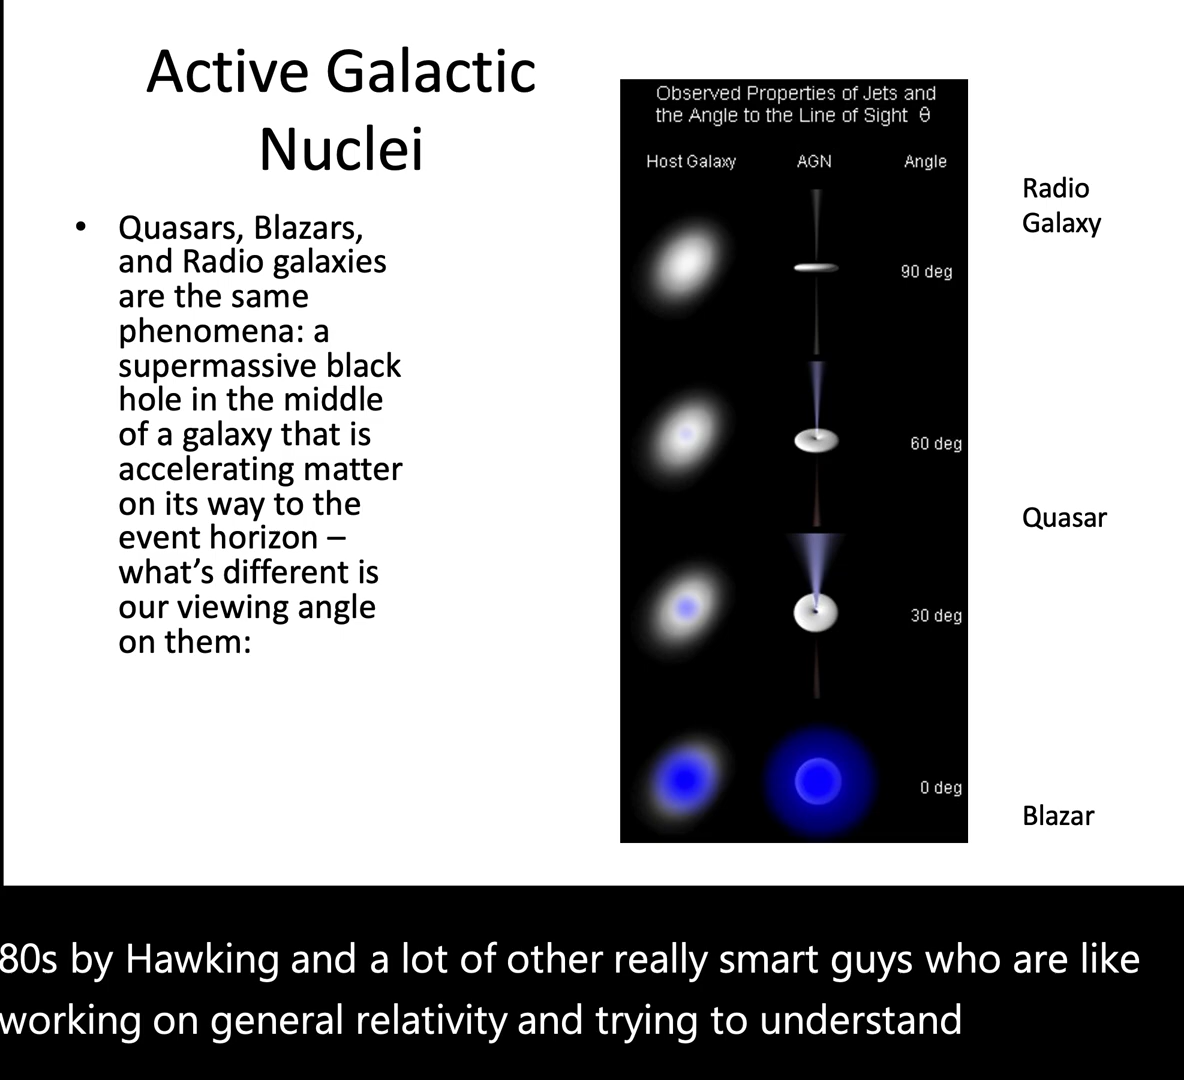 Active Galactic
Nuclei
• Quasars, Blazars,
and Radio galaxies
are the same
phenomena: a
supermassive black
hole in the middle
of a galaxy that is
accelerating matter
on its way to the
event horizon –
what’s different is
our viewing angle
on them:
Observed Properties of Jets and
the Angle to the Line of Sight θ
Host Galaxy AGN Angle
90 deg
60 deg
30 deg
0 deg
Radio
Galaxy
Quasar
Blazar
80s by Hawking and a lot of other really smart guys who are like
working on general relativity and trying to understand